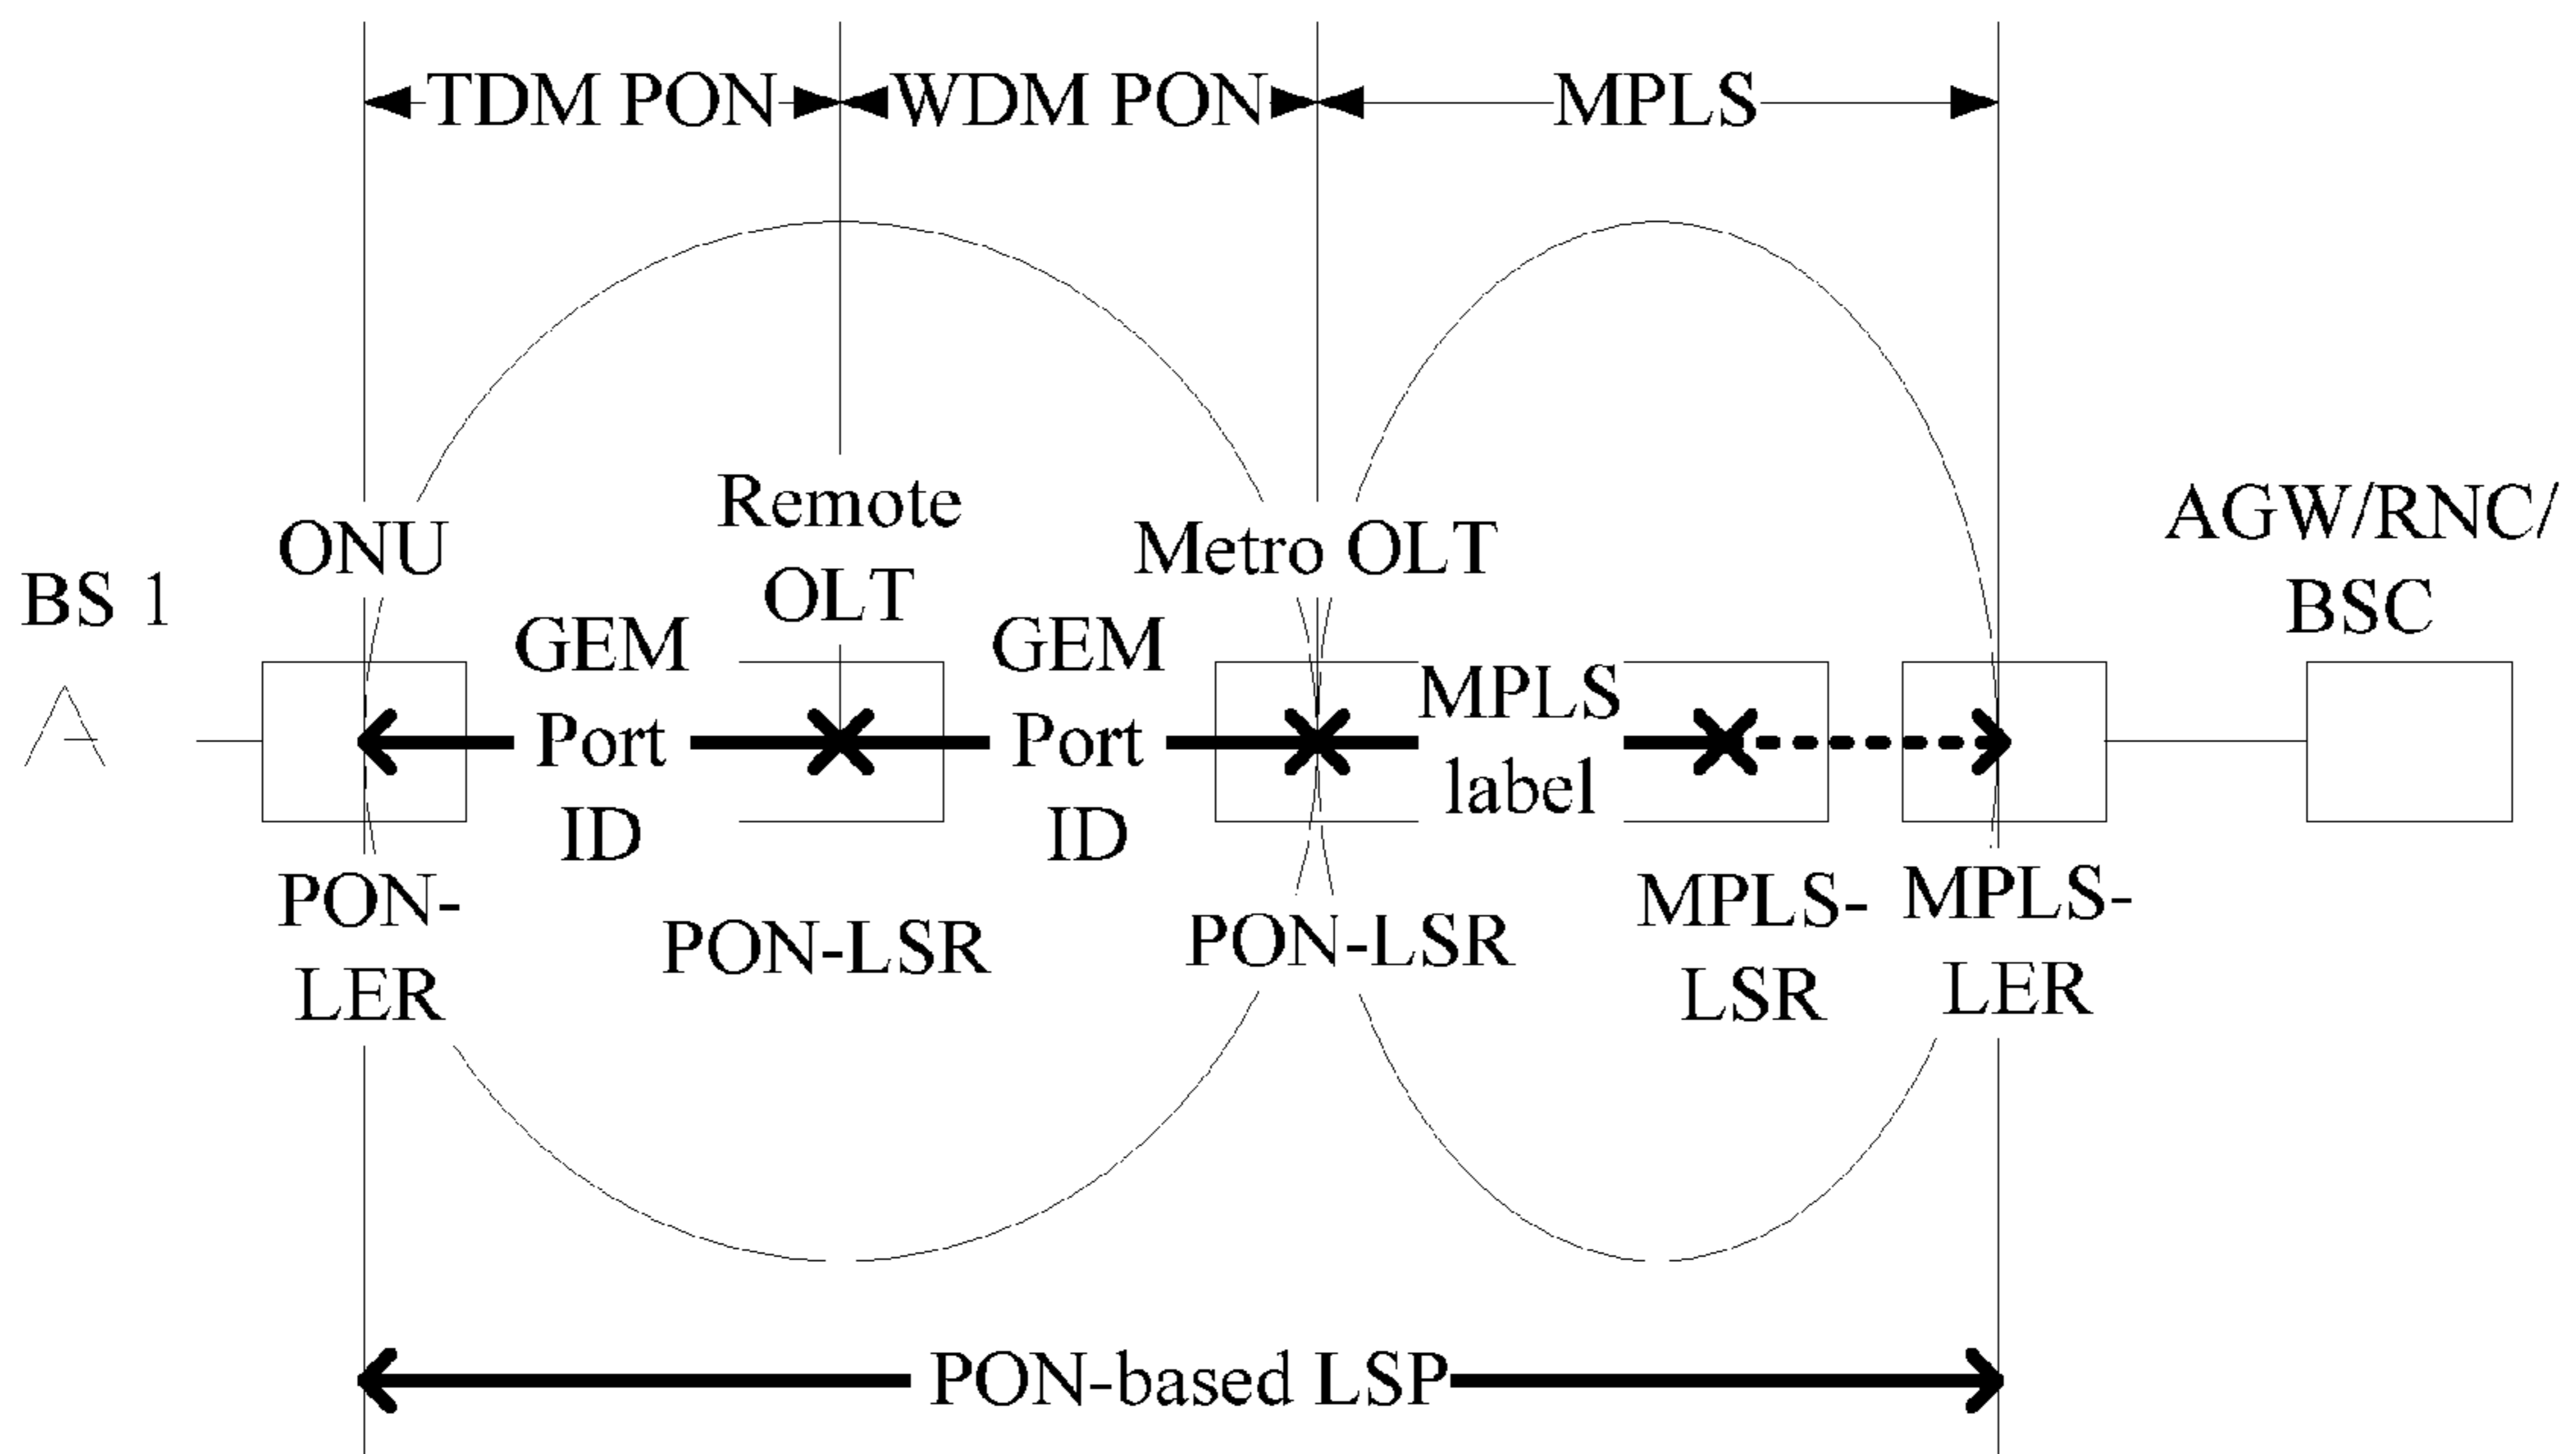 TDM PON
WDM PON
MPLS
BS 1
ONU
Remote
OLT
Metro OLT
AGW/RNC/
BSC
GEM
Port
ID
GEM
Port
ID
MPLS
label
PON-
LER
PON-LSR
PON-LSR
MPLS-
LSR
MPLS-
LER
PON-based LSP